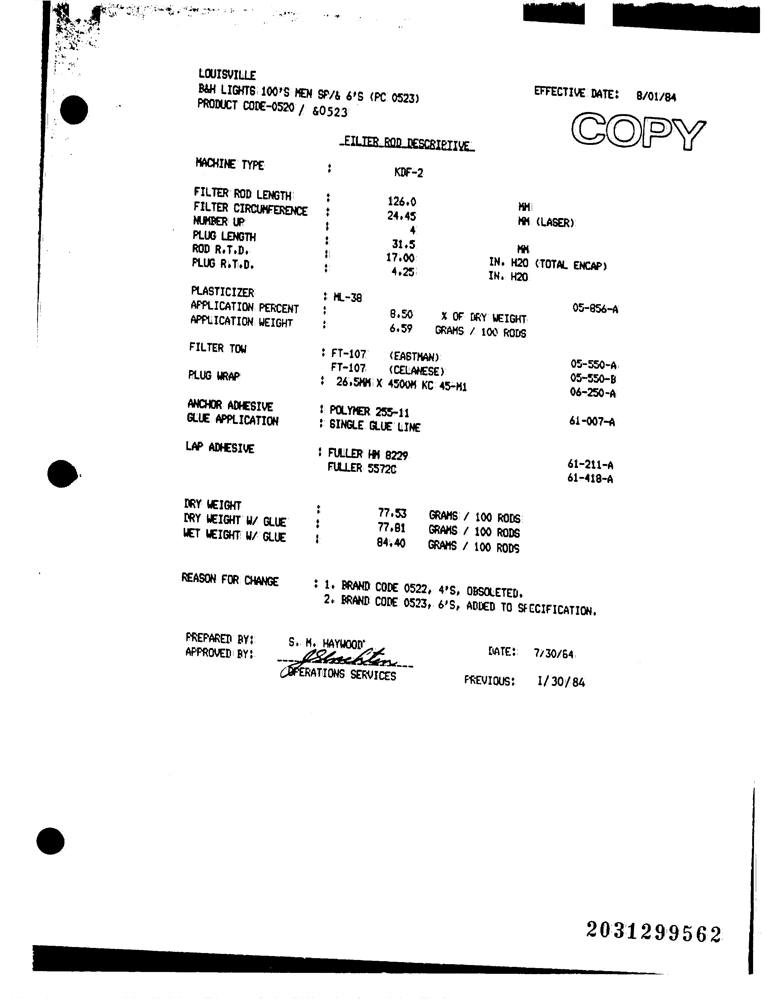 LOUISVILLE
B&H LIGHTS 100'S MEN SP/& 6'S (PC 0523)
EFFECTIVE DATE: 8/01/84
PRODUCT CODE-0520 / &0523
COPY
FILTER ROD DESCRIPTIVE
MACHINE TYPE : KDF-2
FILTER ROD LENGTH : 126.0 MM
FILTER CIRCUMFERENCE : 24.45 MM (LASER)
NUMBER UP : 4
PLUG LENGTH : 31.5 MM
ROD R.T.D. : 17.00 IN. H2O (TOTAL ENCAP)
PLUG R.T.D. : 4.25 IN. H2O
PLASTICIZER : ML-38 05-856-A
APPLICATION PERCENT : 8.50 % OF DRY WEIGHT
APPLICATION WEIGHT : 6.59 GRAMS / 100 RODS
FILTER TOW : FT-107 (EASTMAN) 05-550-A
FT-107 (CELANESE) 05-550-B
PLUG WRAP : 26.5MM X 4500M KC 45-M1 06-250-A
ANCHOR ADHESIVE : POLYMER 255-11 61-007-A
GLUE APPLICATION : SINGLE GLUE LINE
LAP ADHESIVE : FULLER HM 8229 61-211-A
FULLER 5572C 61-418-A
DRY WEIGHT : 77.53 GRAMS / 100 RODS
DRY WEIGHT W/ GLUE : 77.81 GRAMS / 100 RODS
WET WEIGHT W/ GLUE : 84.40 GRAMS / 100 RODS
REASON FOR CHANGE : 1. BRAND CODE 0522, 4'S, OBSOLETED.
2. BRAND CODE 0523, 6'S, ADDED TO SPECIFICATION.
PREPARED BY: S. M. HAYWOOD DATE: 7/30/84
APPROVED BY:
OPERATIONS SERVICES PREVIOUS: 1/30/84
2031299562